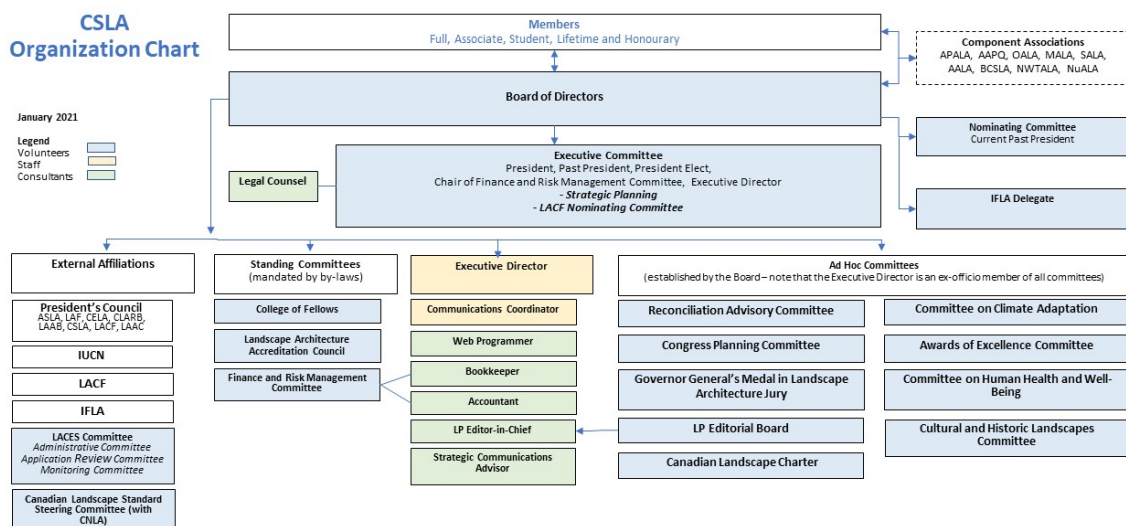 CSLA
Organization Chart
January 2021
Legend
Volunteers
Staff
Consultants
Members
Full, Associate, Student, Lifetime and Honourary
Component Associations
APALA, AAPQ, OALA, MALA, SALA,
AALA, BCSLA, NWTALA, NuALA
Board of Directors
Nominating Committee
Current Past President
Legal Counsel
Executive Committee
President, Past President, President Elect,
Chair of Finance and Risk Management Committee, Executive Director
- Strategic Planning
- LACF Nominating Committee
IFLA Delegate
External Affiliations
President's Council
ASLA, LAF, CELA, CLARB,
LAAB, CSLA, LACF, LAAC
IUCN
LACF
IFLA
LACES Committee
Administrative Committee
Application Review Committee
Monitoring Committee
Canadian Landscape Standard
Steering Committee (with
CNLA)
Standing Committees
(mandated by by-laws)
College of Fellows
Landscape Architecture
Accreditation Council
Finance and Risk Management
Committee
Executive Director
Communications Coordinator
Web Programmer
Bookkeeper
Accountant
LP Editor-in-Chief
Strategic Communications
Advisor
Ad Hoc Committees
(established by the Board – note that the Executive Director is an ex-officio member of all committees)
Reconciliation Advisory Committee
Congress Planning Committee
Governor General's Medal in Landscape
Architecture Jury
LP Editorial Board
Canadian Landscape Charter
Committee on Climate Adaptation
Awards of Excellence Committee
Committee on Human Health and Well-
Being
Cultural and Historic Landscapes
Committee